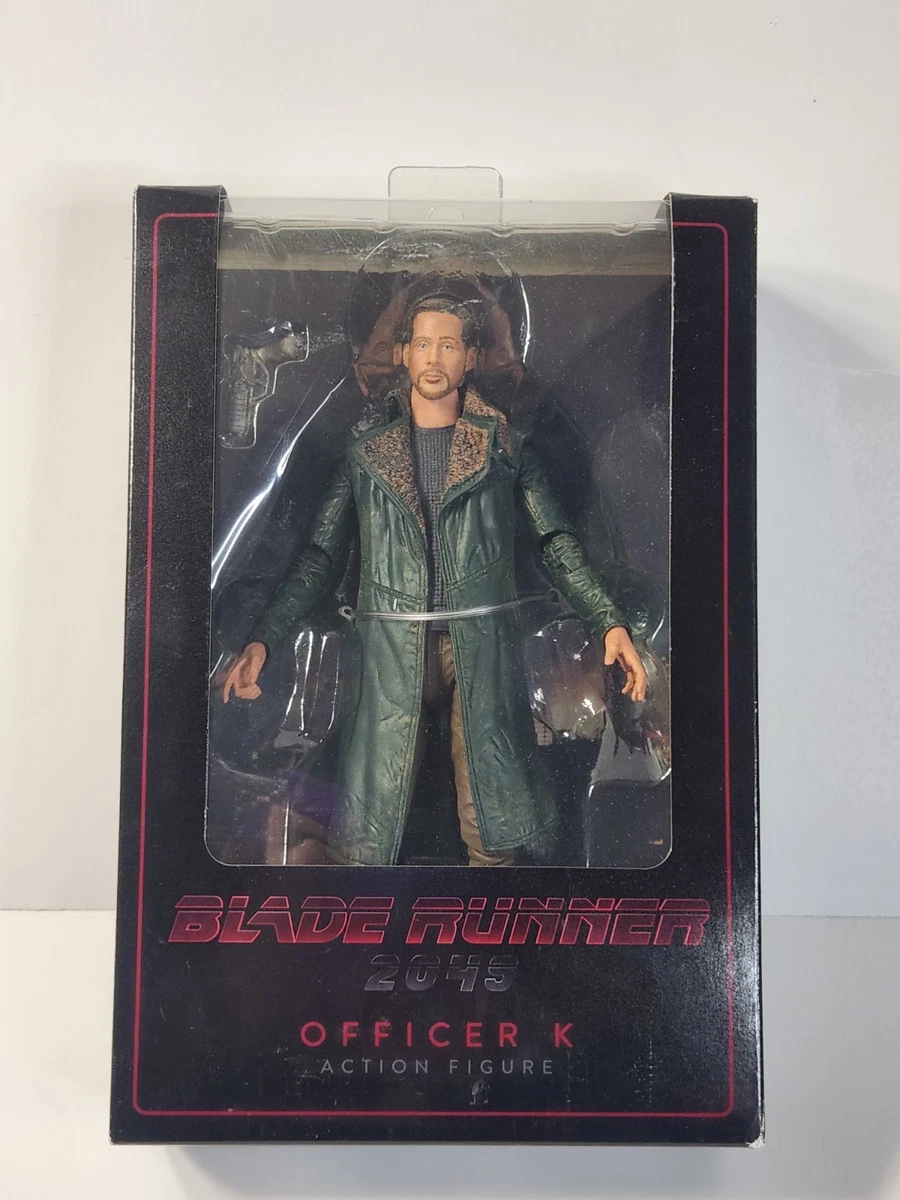 BLADE RUNNER
2049
OFFICER K
ACTION FIGURE